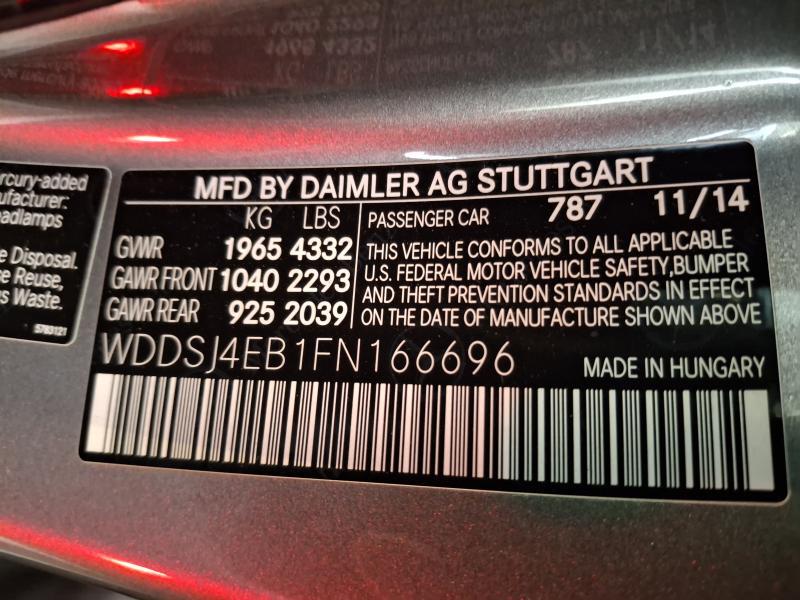 rcury-added
ufacturer:
eadlamps
e Disposal.
e Reuse,
s Waste.
5783121
MFD BY DAIMLER AG STUTTGART
KG LBS
GVWR 1965 4332
GAWR FRONT 1040 2293
GAWR REAR 925 2039
PASSENGER CAR 787 11/14
THIS VEHICLE CONFORMS TO ALL APPLICABLE
U.S. FEDERAL MOTOR VEHICLE SAFETY,BUMPER
AND THEFT PREVENTION STANDARDS IN EFFECT
ON THE DATE OF MANUFACTURE SHOWN ABOVE
WDDSJ4EB1FN166696
MADE IN HUNGARY